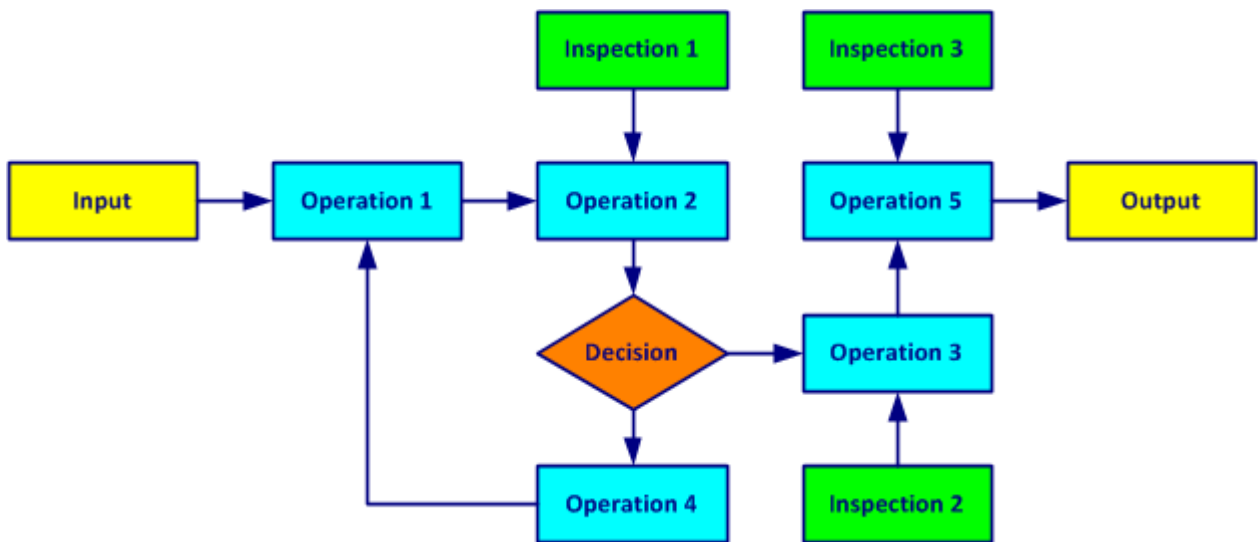 Inspection 1
Inspection 3
Input
Operation 1
Operation 2
Operation 5
Output
Decision
Operation 3
Operation 4
Inspection 2